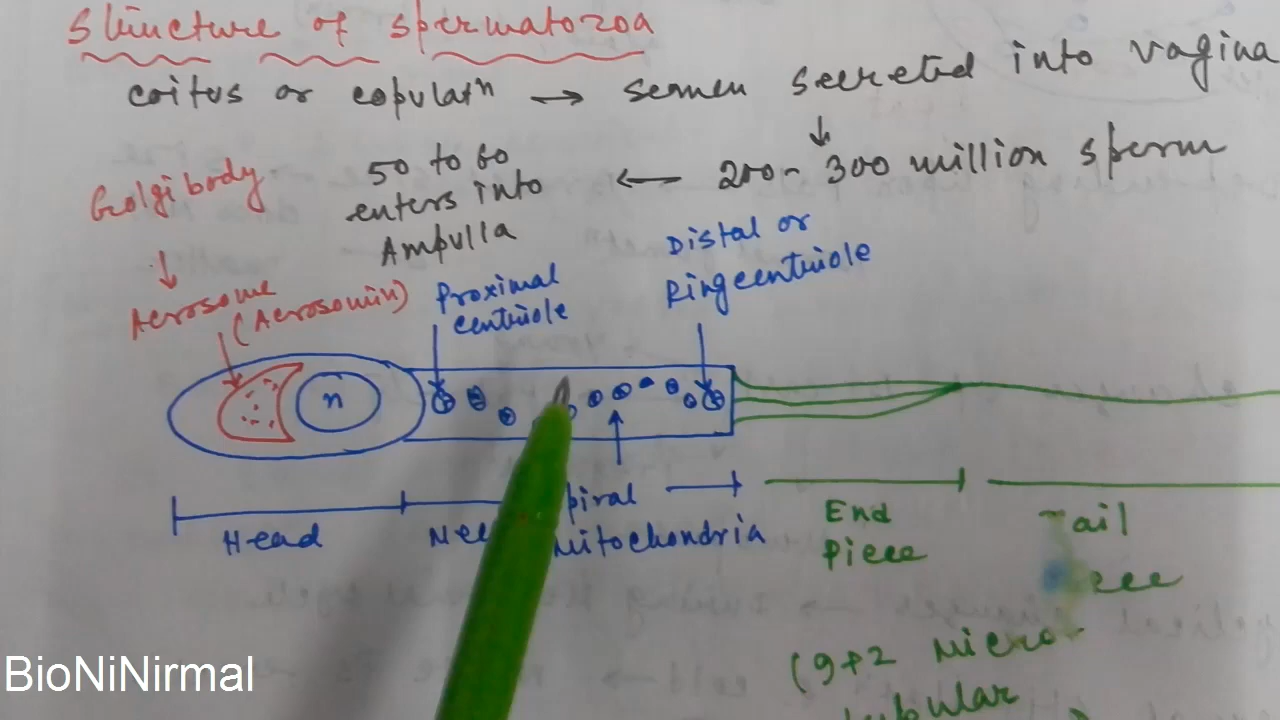 Structure of spermatozoa
coitus or copulatⁿ → semen secreted into vagina
↓
200-300 million sperm
←
50 to 60
enters into
Ampulla
Golgibody
↓
Acrosome
(Acrosomin)
Proximal
centriole
Distal or
Ringcentriole
n
Head
piral
Mitochondria
End
Piece
Tail
(9+2 Micro-
tubular
BioNiNirmal